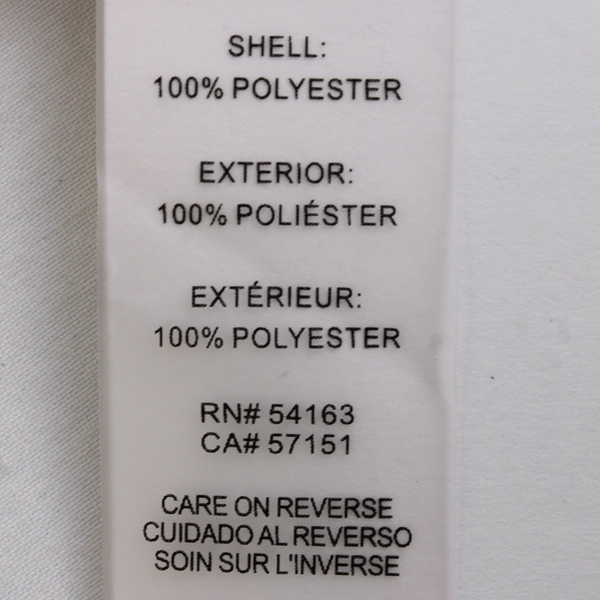 SHELL:
100% POLYESTER
EXTERIOR:
100% POLIÉSTER
EXTÉRIEUR:
100% POLYESTER
RN# 54163
CA# 57151
CARE ON REVERSE
CUIDADO AL REVERSO
SOIN SUR L'INVERSE